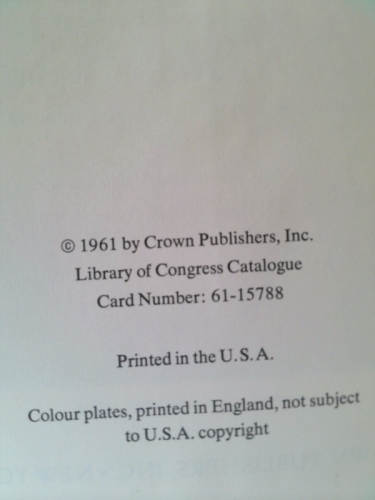 © 1961 by Crown Publishers, Inc.
Library of Congress Catalogue
Card Number: 61-15788
Printed in the U.S.A.
Colour plates, printed in England, not subject
to U.S.A. copyright